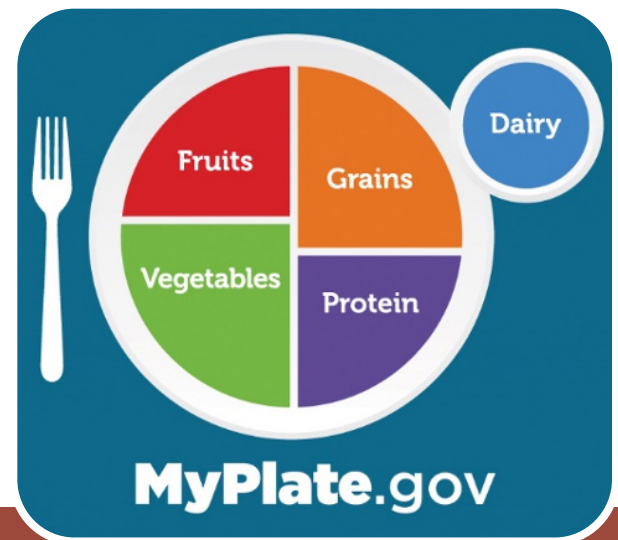 Dairy
Fruits
Grains
Vegetables
Protein
MyPlate.gov